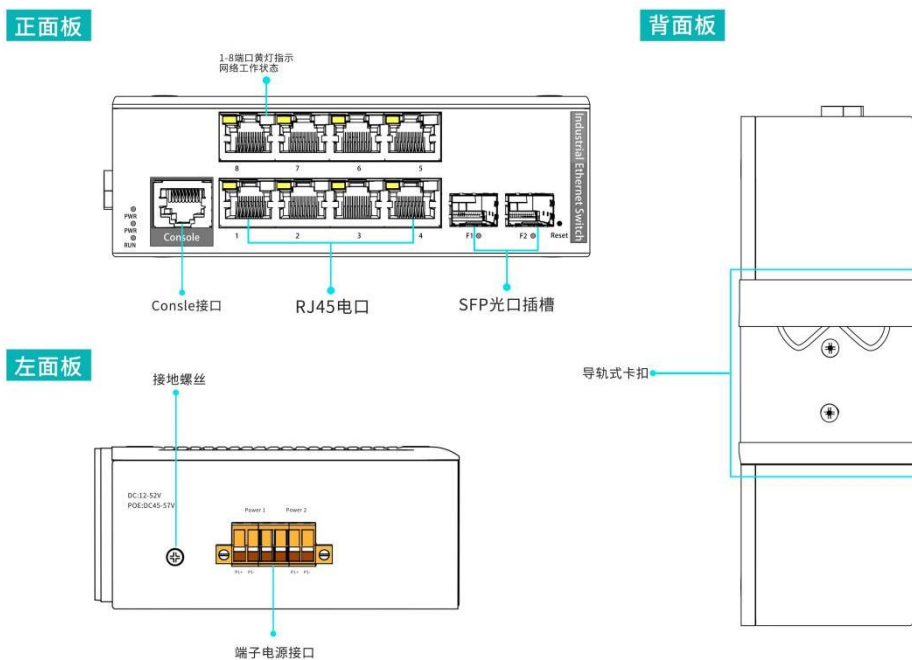 正面板
背面板
1-8端口黄灯指示
网络工作状态
8 7 6 5
Industrial Ethernet Switch
PWR
PWR
RUN
Console
1 2 3 4
F1 F2 Reset
Consle接口
RJ45电口
SFP光口插槽
左面板
接地螺丝
导轨式卡扣
DC:12-52V
POE:DC45-57V
Power 1 Power 2
端子电源接口